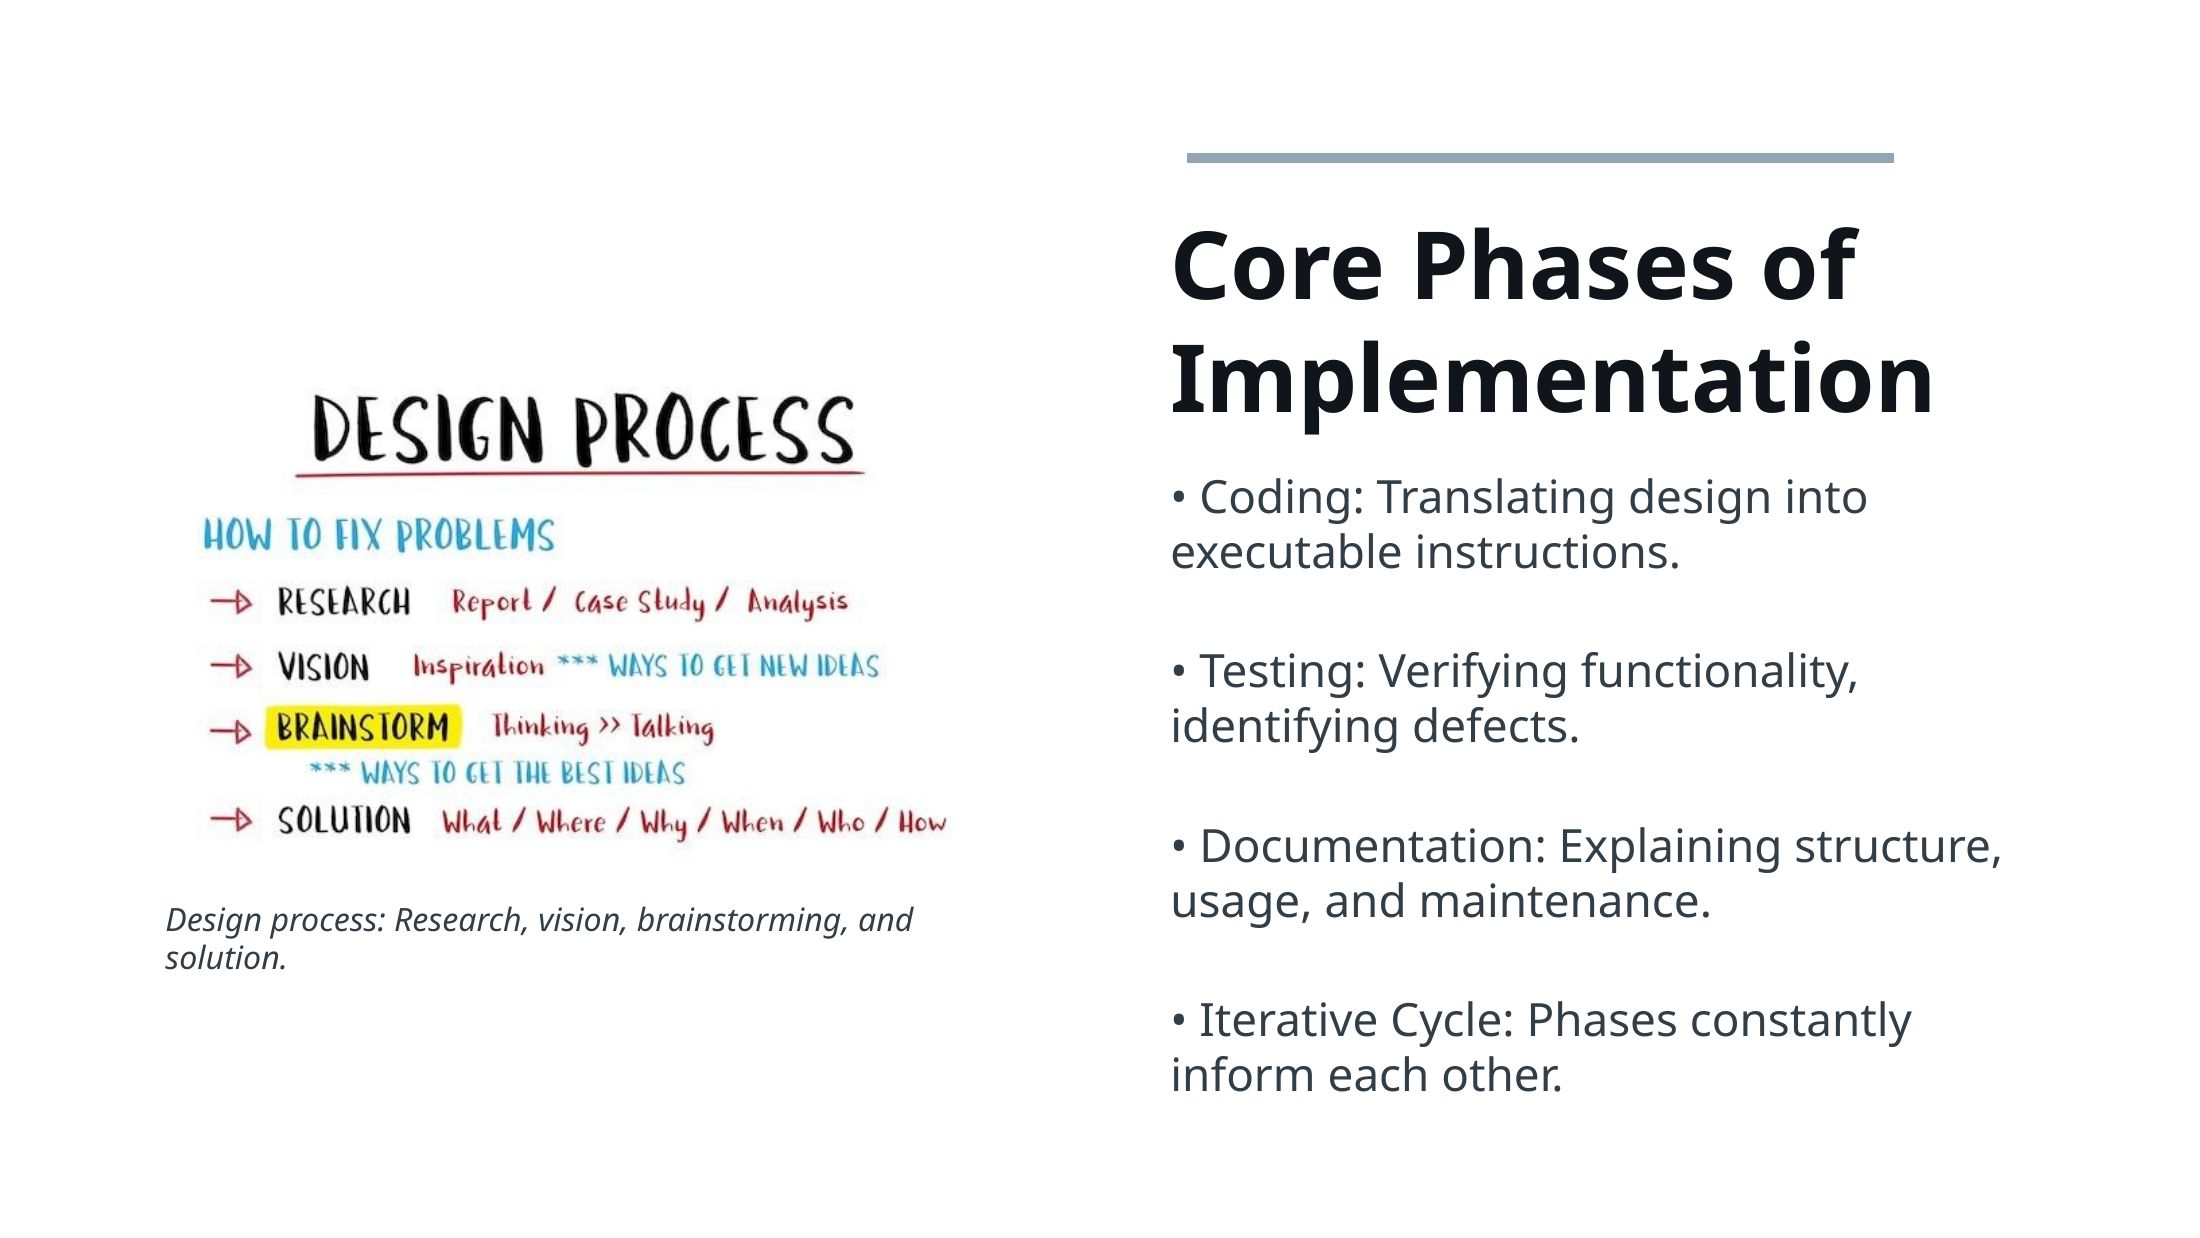 DESIGN PROCESS
HOW TO FIX PROBLEMS
RESEARCH Report / Case Study / Analysis
VISION Inspiration *** WAYS TO GET NEW IDEAS
BRAINSTORM Thinking >> Talking
*** WAYS TO GET THE BEST IDEAS
SOLUTION What / Where / Why / When / Who / How
Design process: Research, vision, brainstorming, and
solution.
Core Phases of
Implementation
• Coding: Translating design into
executable instructions.
• Testing: Verifying functionality,
identifying defects.
• Documentation: Explaining structure,
usage, and maintenance.
• Iterative Cycle: Phases constantly
inform each other.